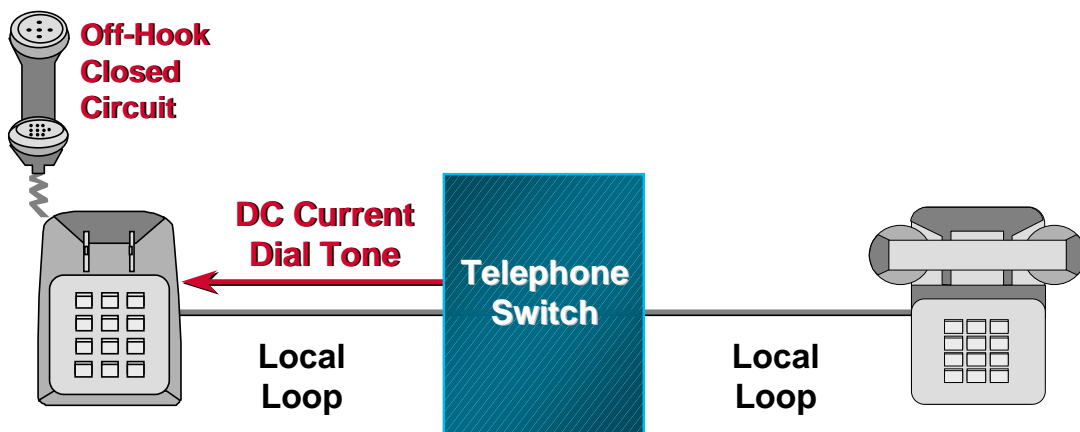 Off-Hook
Closed
Circuit
DC Current
Dial Tone
Telephone
Switch
Local
Loop
Local
Loop